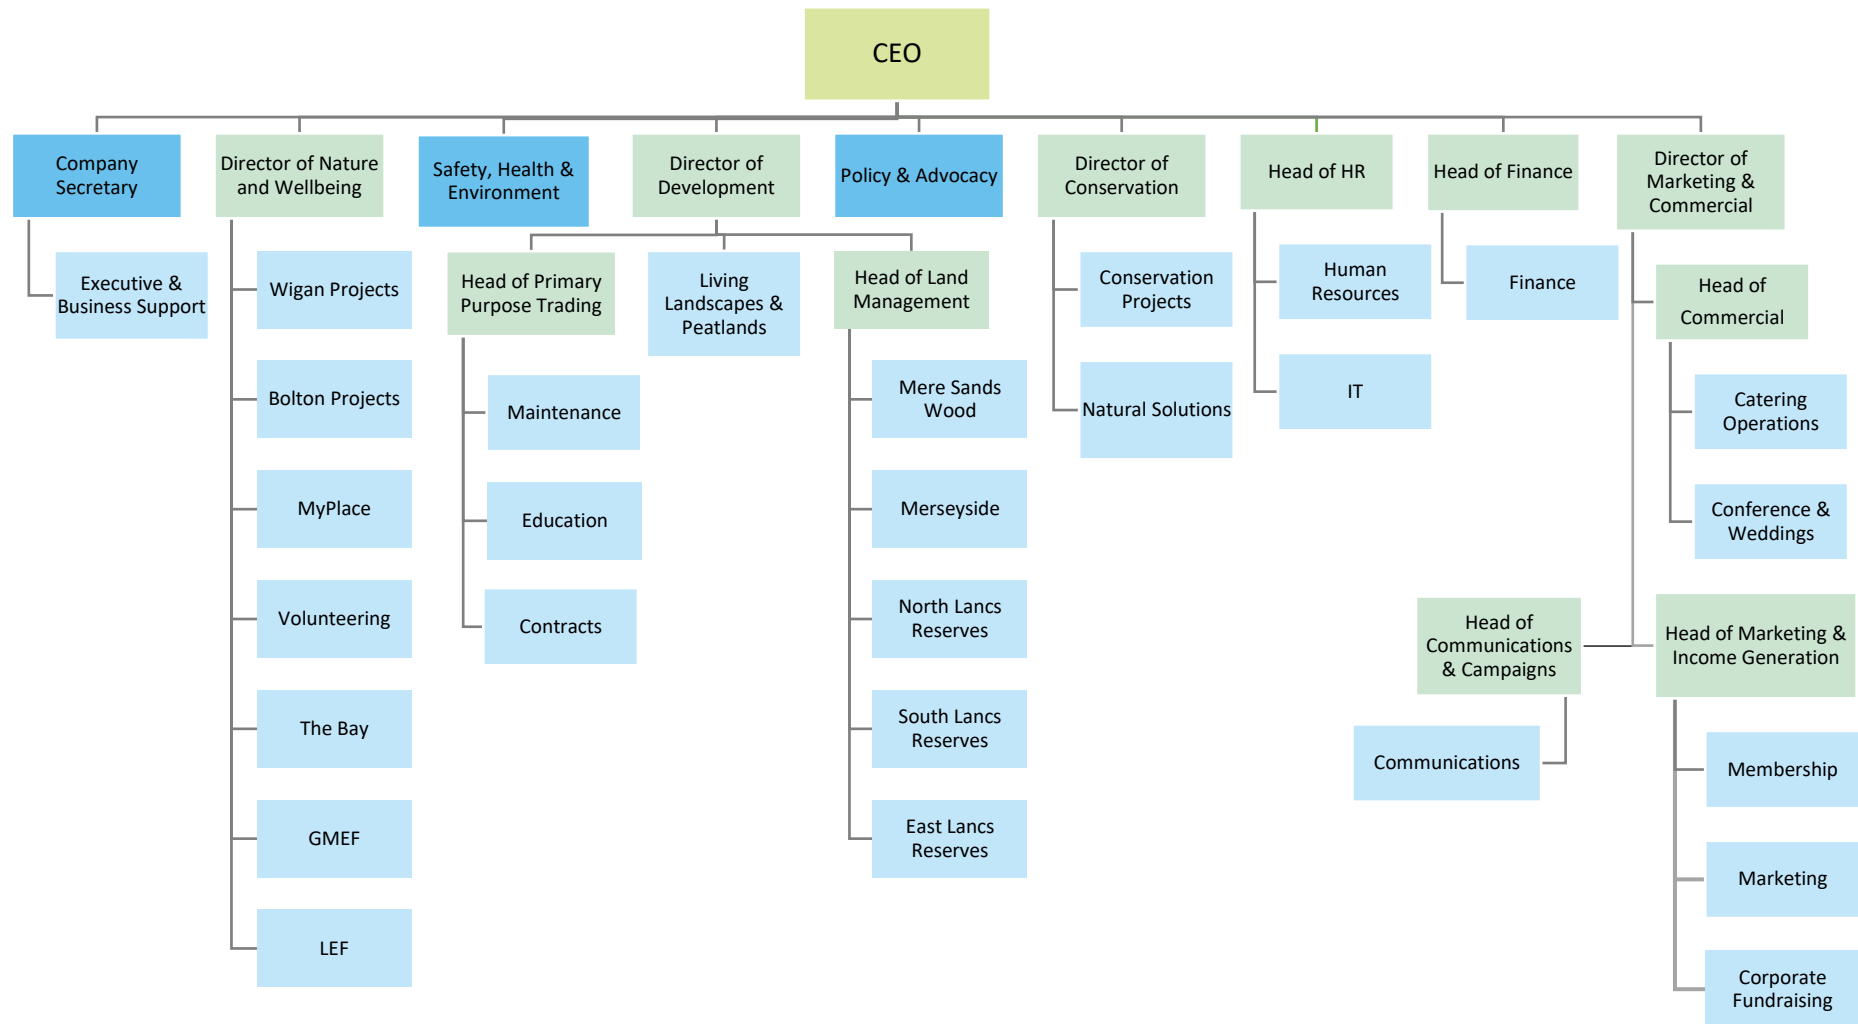 CEO
Company
Secretary
Director of Nature
and Wellbeing
Safety, Health &
Environment
Director of
Development
Policy & Advocacy
Director of
Conservation
Head of HR
Head of Finance
Director of
Marketing &
Commercial
Executive &
Business Support
Wigan Projects
Bolton Projects
MyPlace
Volunteering
The Bay
GMEF
LEF
Head of Primary
Purpose Trading
Maintenance
Education
Contracts
Living
Landscapes &
Peatlands
Head of Land
Management
Mere Sands
Wood
Merseyside
North Lancs
Reserves
South Lancs
Reserves
East Lancs
Reserves
Conservation
Projects
Natural Solutions
Human
Resources
IT
Finance
Head of
Commercial
Catering
Operations
Conference &
Weddings
Head of
Communications
& Campaigns
Communications
Head of Marketing &
Income Generation
Membership
Marketing
Corporate
Fundraising